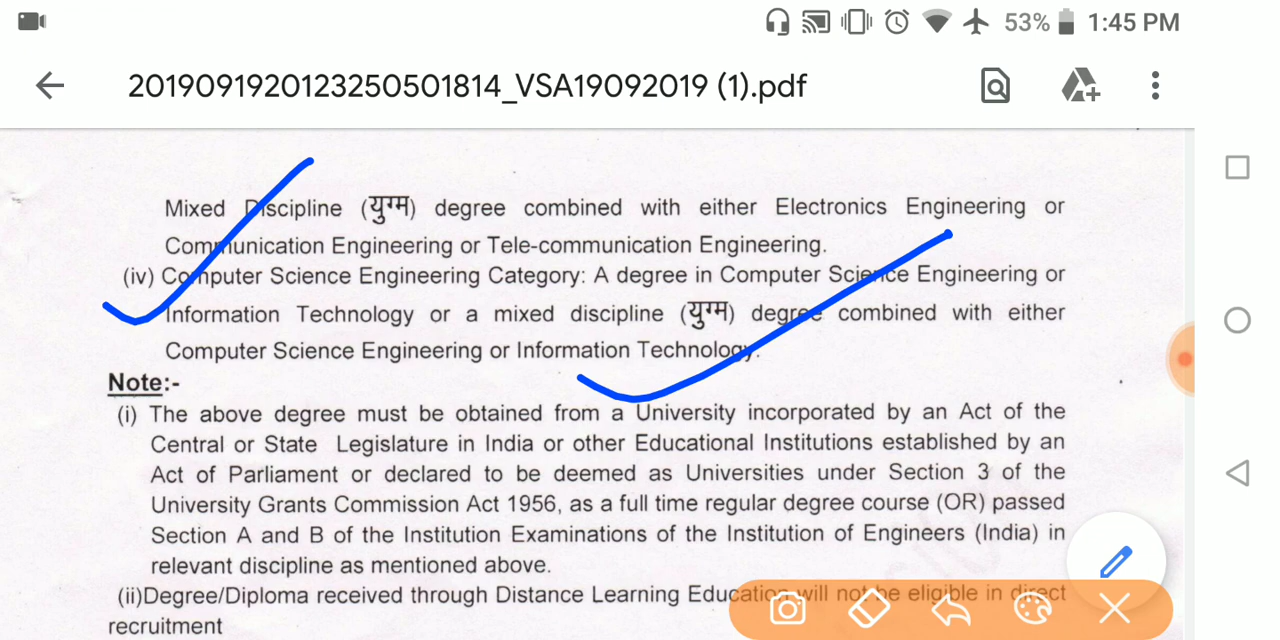 53% 1:45 PM
2019091920123250501814_VSA19092019 (1).pdf
Mixed Discipline (युग्म) degree combined with either Electronics Engineering or
Communication Engineering or Tele-communication Engineering.
(iv) Computer Science Engineering Category: A degree in Computer Science Engineering or
Information Technology or a mixed discipline (युग्म) degree combined with either
Computer Science Engineering or Information Technology.
Note:-
(i) The above degree must be obtained from a University incorporated by an Act of the
Central or State Legislature in India or other Educational Institutions established by an
Act of Parliament or declared to be deemed as Universities under Section 3 of the
University Grants Commission Act 1956, as a full time regular degree course (OR) passed
Section A and B of the Institution Examinations of the Institution of Engineers (India) in
relevant discipline as mentioned above.
(ii)Degree/Diploma received through Distance Learning Education will not be eligible in direct
recruitment